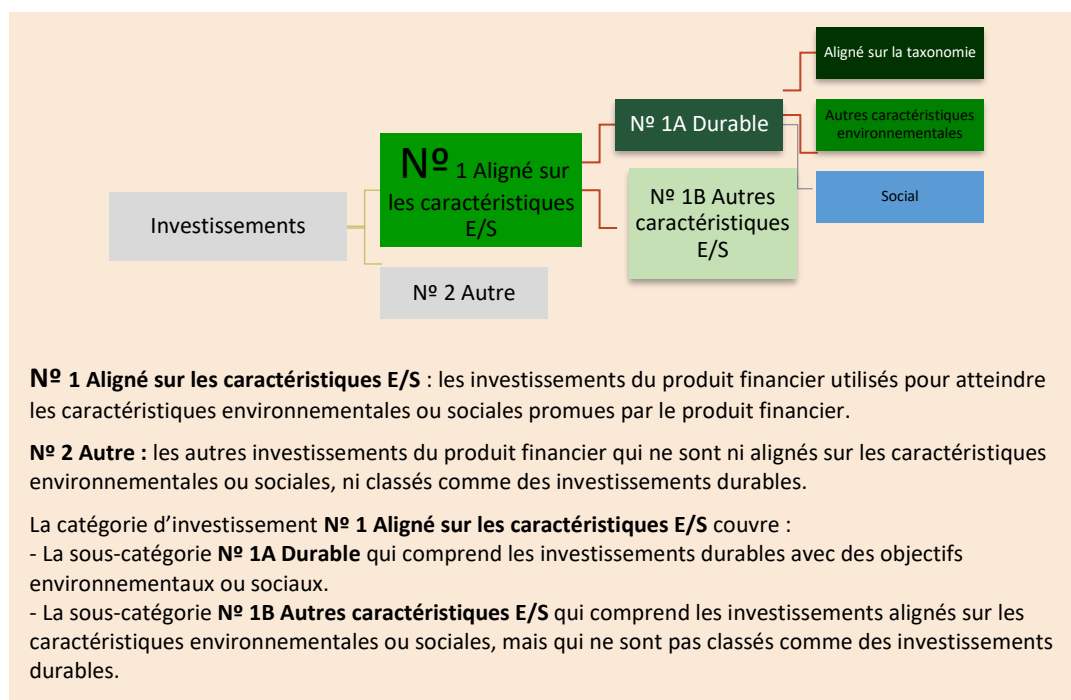 Aligné sur la taxonomie
Nº 1A Durable
Autres caractéristiques
environnementales
Nº 1 Aligné sur
les caractéristiques
E/S
Nº 1B Autres
caractéristiques
E/S
Social
Investissements
Nº 2 Autre
Nº 1 Aligné sur les caractéristiques E/S : les investissements du produit financier utilisés pour atteindre
les caractéristiques environnementales ou sociales promues par le produit financier.
Nº 2 Autre : les autres investissements du produit financier qui ne sont ni alignés sur les caractéristiques
environnementales ou sociales, ni classés comme des investissements durables.
La catégorie d’investissement Nº 1 Aligné sur les caractéristiques E/S couvre :
- La sous-catégorie Nº 1A Durable qui comprend les investissements durables avec des objectifs
environnementaux ou sociaux.
- La sous-catégorie Nº 1B Autres caractéristiques E/S qui comprend les investissements alignés sur les
caractéristiques environnementales ou sociales, mais qui ne sont pas classés comme des investissements
durables.